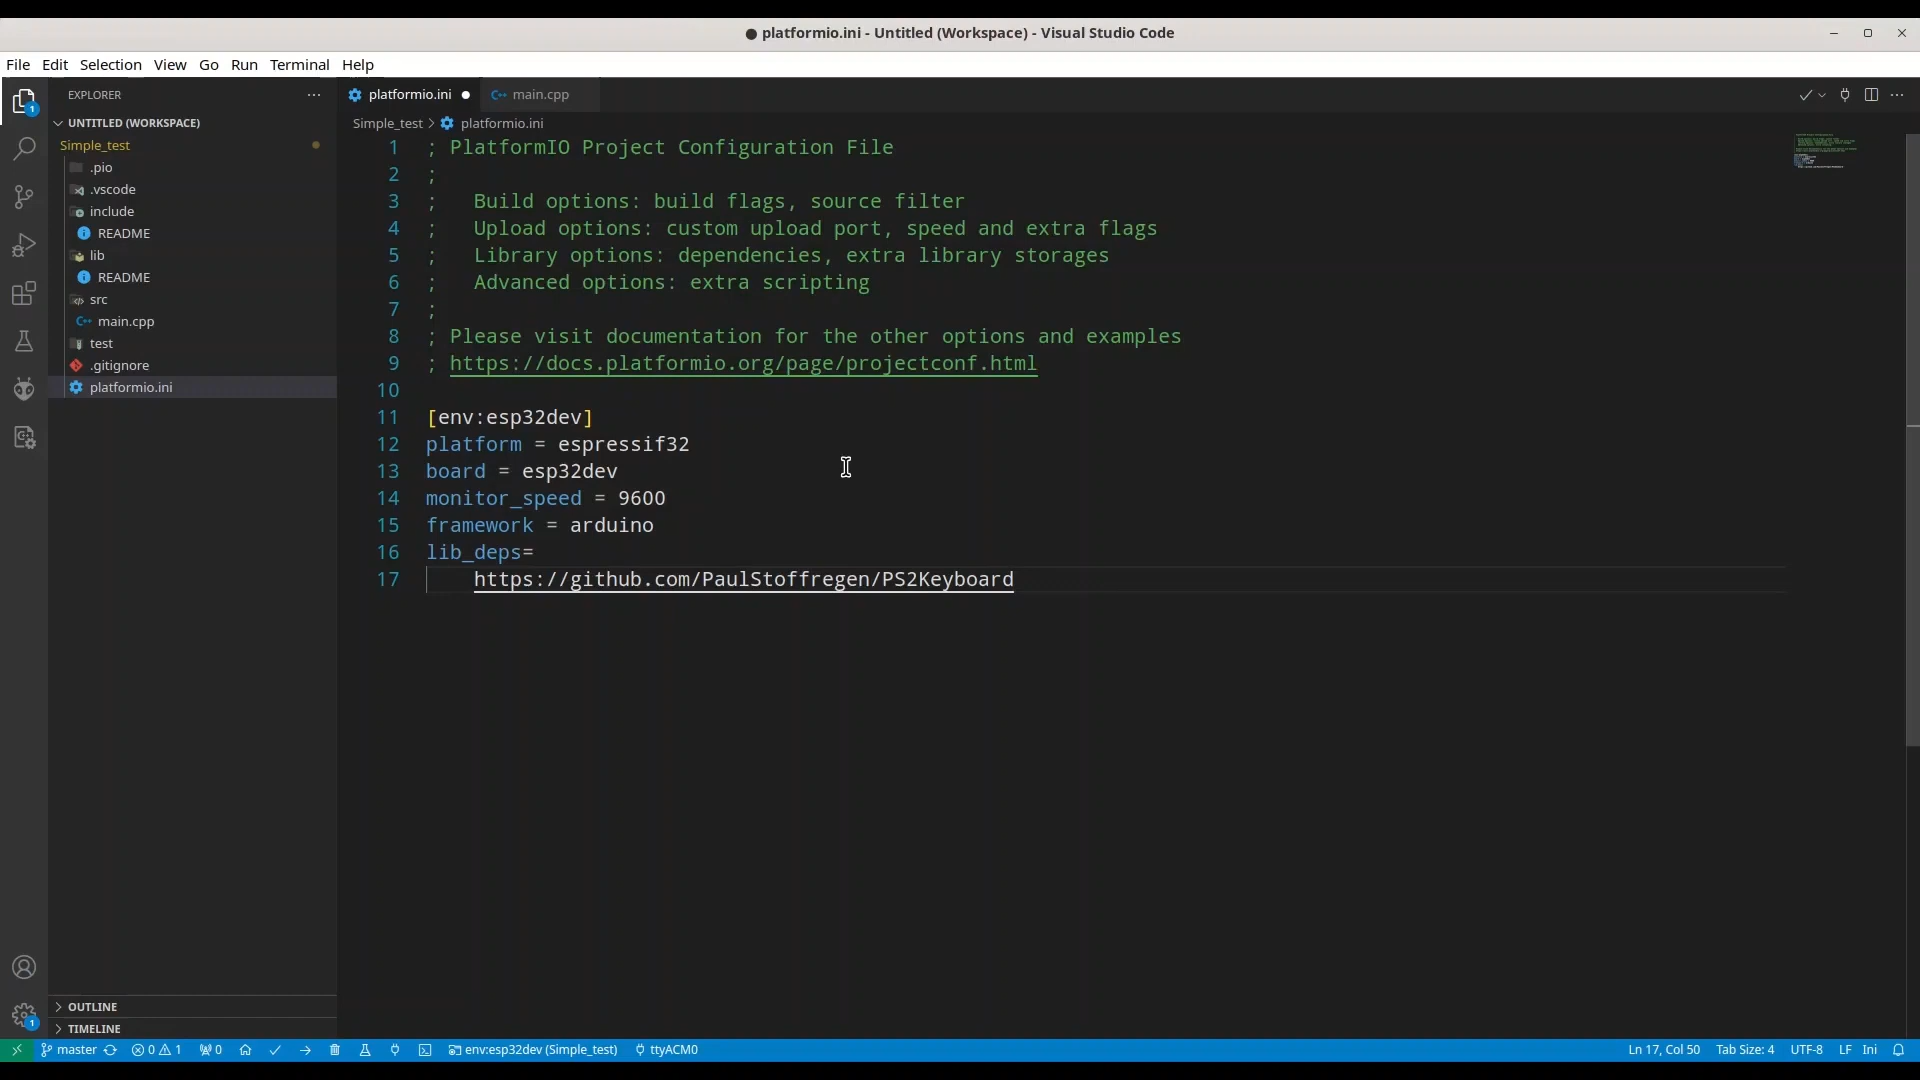 platformio.ini - Untitled (Workspace) - Visual Studio Code
File Edit Selection View Go Run Terminal Help
EXPLORER
platformio.ini
main.cpp
UNTITLED (WORKSPACE)
Simple_test
.pio
.vscode
include
README
lib
README
src
main.cpp
test
.gitignore
platformio.ini
Simple_test > platformio.ini
1 ; PlatformIO Project Configuration File
2 ;
3 ;   Build options: build flags, source filter
4 ;   Upload options: custom upload port, speed and extra flags
5 ;   Library options: dependencies, extra library storages
6 ;   Advanced options: extra scripting
7 ;
8 ; Please visit documentation for the other options and examples
9 ; https://docs.platformio.org/page/projectconf.html
10
11 [env:esp32dev]
12 platform = espressif32
13 board = esp32dev
14 monitor_speed = 9600
15 framework = arduino
16 lib_deps=
17     https://github.com/PaulStoffregen/PS2Keyboard
1
OUTLINE
1
TIMELINE
master 0 1 0 env:esp32dev (Simple_test) ttyACM0 Ln 17, Col 50 Tab Size: 4 UTF-8 LF Ini